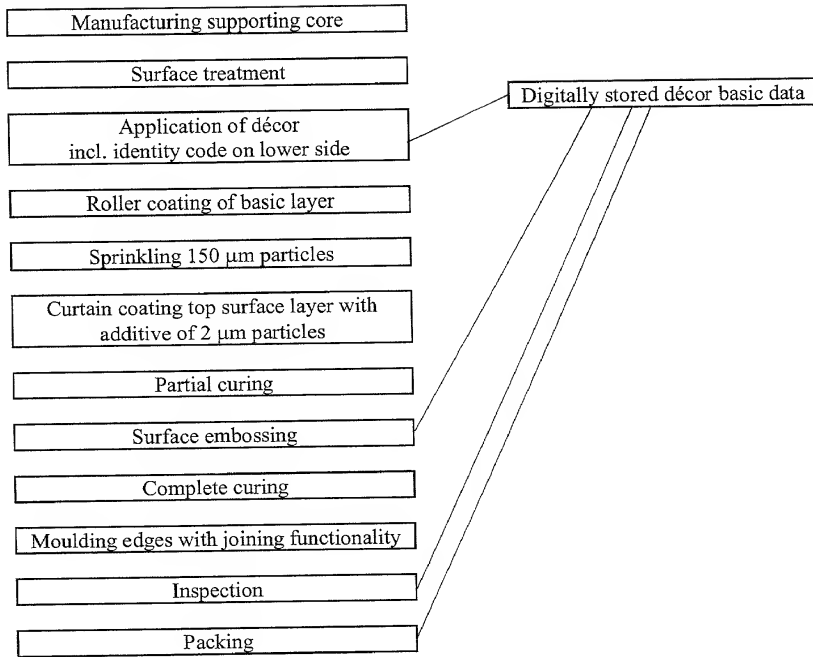 Manufacturing supporting core
Surface treatment
Digitally stored décor basic data
Application of décor
incl. identity code on lower side
Roller coating of basic layer
Sprinkling 150 μm particles
Curtain coating top surface layer with
additive of 2 μm particles
Partial curing
Surface embossing
Complete curing
Moulding edges with joining functionality
Inspection
Packing